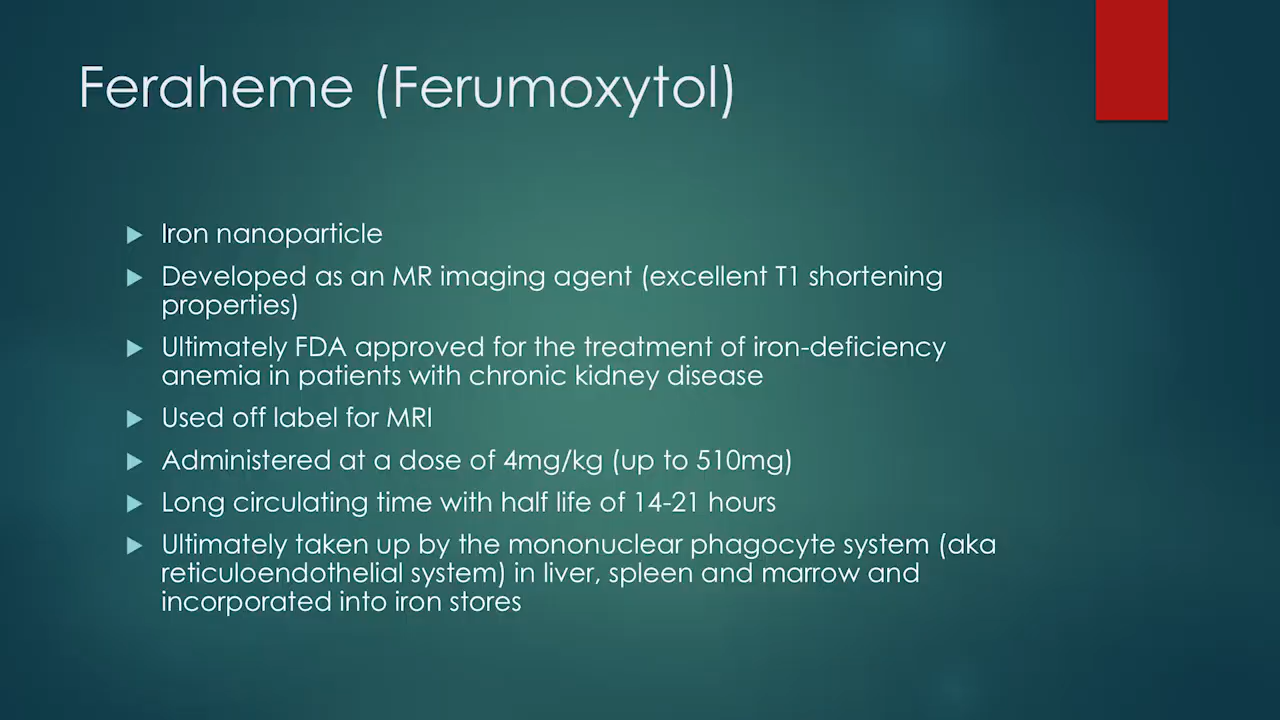 Feraheme (Ferumoxytol)
Iron nanoparticle
Developed as an MR imaging agent (excellent T1 shortening
properties)
Ultimately FDA approved for the treatment of iron-deficiency
anemia in patients with chronic kidney disease
Used off label for MRI
Administered at a dose of 4mg/kg (up to 510mg)
Long circulating time with half life of 14-21 hours
Ultimately taken up by the mononuclear phagocyte system (aka
reticuloendothelial system) in liver, spleen and marrow and
incorporated into iron stores